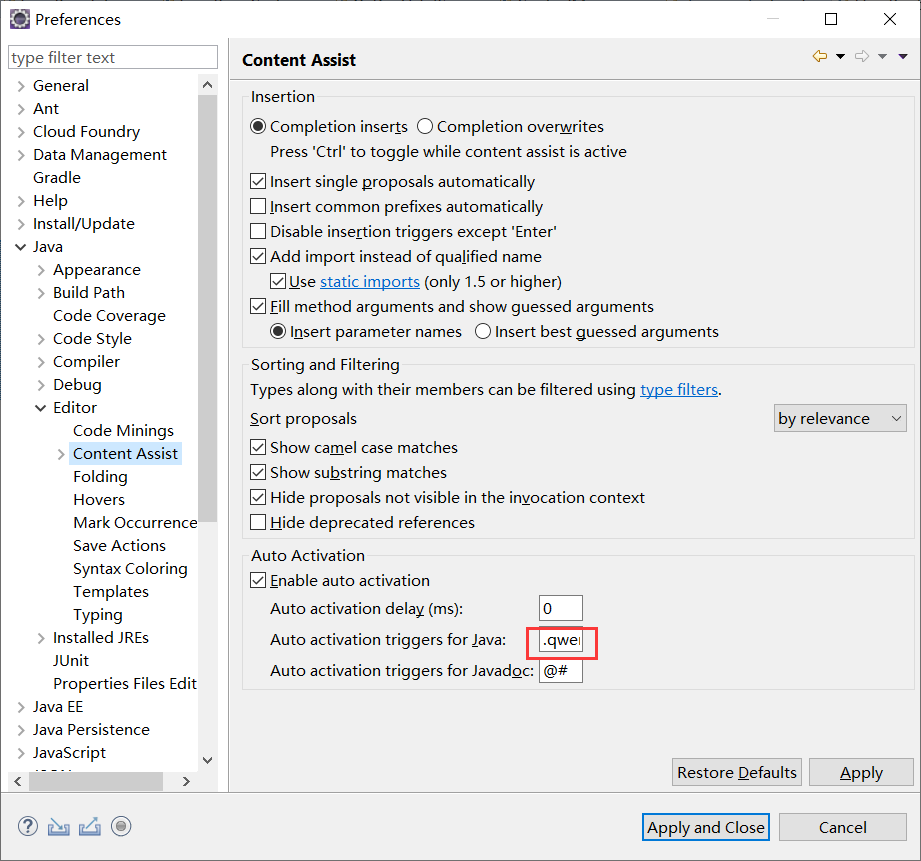 Preferences
type filter text
General
Ant
Cloud Foundry
Data Management
Gradle
Help
Install/Update
Java
Appearance
Build Path
Code Coverage
Code Style
Compiler
Debug
Editor
Code Minings
Content Assist
Folding
Hovers
Mark Occurrence
Save Actions
Syntax Coloring
Templates
Typing
Installed JREs
JUnit
Properties Files Edit
Java EE
Java Persistence
JavaScript
Content Assist
Insertion
Completion inserts Completion overwrites
Press 'Ctrl' to toggle while content assist is active
Insert single proposals automatically
Insert common prefixes automatically
Disable insertion triggers except 'Enter'
Add import instead of qualified name
Use static imports (only 1.5 or higher)
Fill method arguments and show guessed arguments
Insert parameter names Insert best guessed arguments
Sorting and Filtering
Types along with their members can be filtered using type filters.
Sort proposals by relevance
Show camel case matches
Show substring matches
Hide proposals not visible in the invocation context
Hide deprecated references
Auto Activation
Enable auto activation
Auto activation delay (ms): 0
Auto activation triggers for Java: .qwe
Auto activation triggers for Javadoc: @#
Restore Defaults Apply
? Apply and Close Cancel